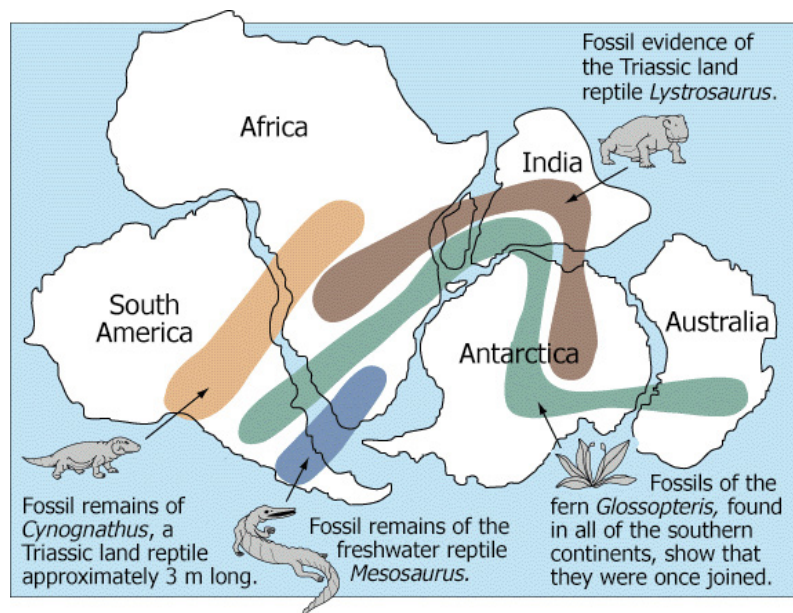 Fossil evidence of
the Triassic land
reptile Lystrosaurus.
Africa
India
South
America
Australia
Antarctica
Fossil remains of
Cynognathus, a
Triassic land reptile
approximately 3 m long.
Fossil remains of the
freshwater reptile
Mesosaurus.
Fossils of the
fern Glossopteris, found
in all of the southern
continents, show that
they were once joined.